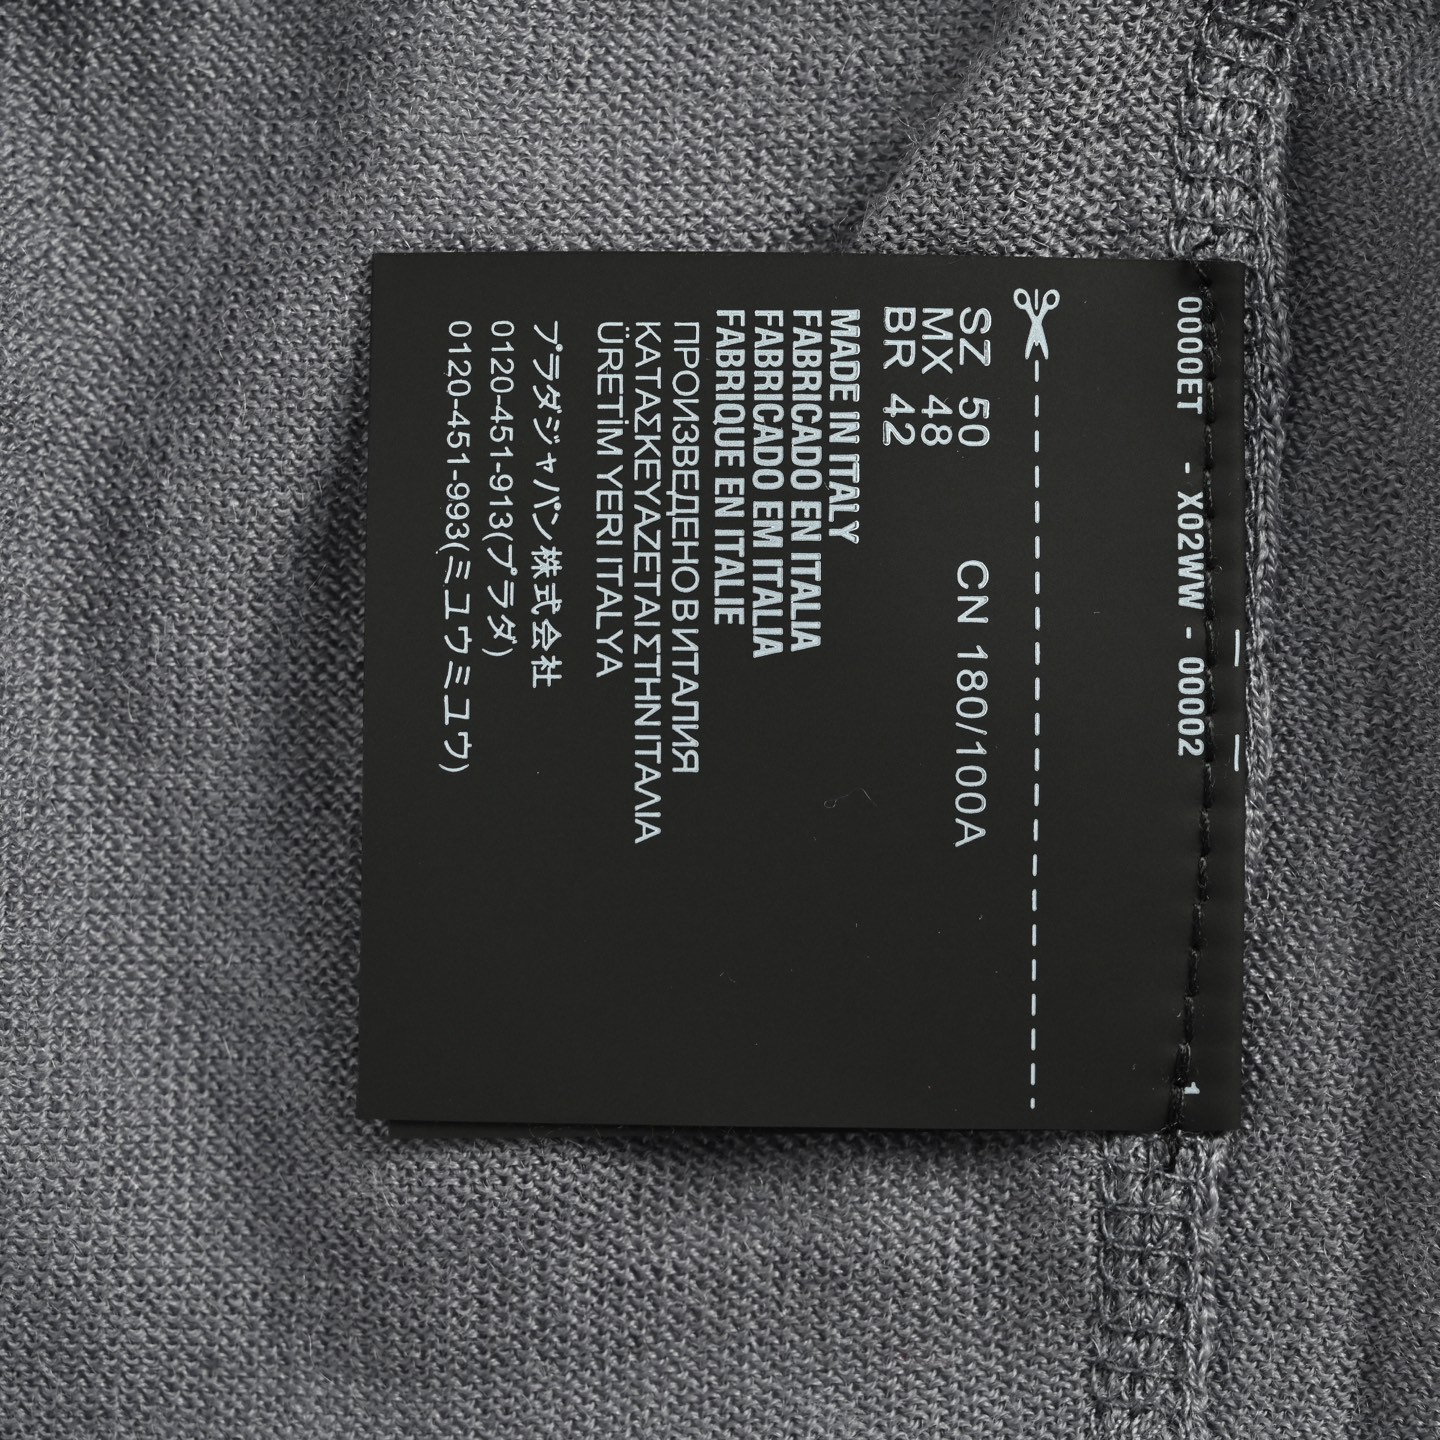 0000ET - X02WW - 00002 1
SZ 50 CN 180/100A
MX 48
BR 42
MADE IN ITALY
FABRICADO EN ITALIA
FABRICADO EM ITALIA
FABRIQUE EN ITALIE
ПРОИЗВЕДЕНО В ИТАЛИЯ
ΚΑΤΑΣΚΕΥΑΖΕΤΑΙ ΣΤΗΝ ΙΤΑΛΙΑ
ÜRETİM YERI ITALYA
プラダジャパン株式会社
0120-451-913(プラダ)
0120-451-993(ミュウミュウ)